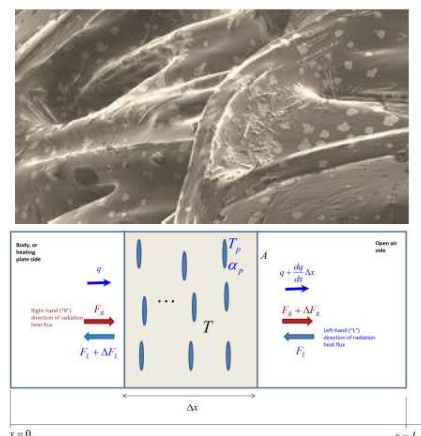 Body, or
heating
plate side
Open air
side
T_p
α_p
A
q
q + dq/dx Δx
Right-hand ("R")
direction of radiation
heat flux
F_R
F_R + ΔF_R
...
T
F_L + ΔF_L
F_L
Left-hand ("L")
direction of radiation
heat flux
Δx
x = 0